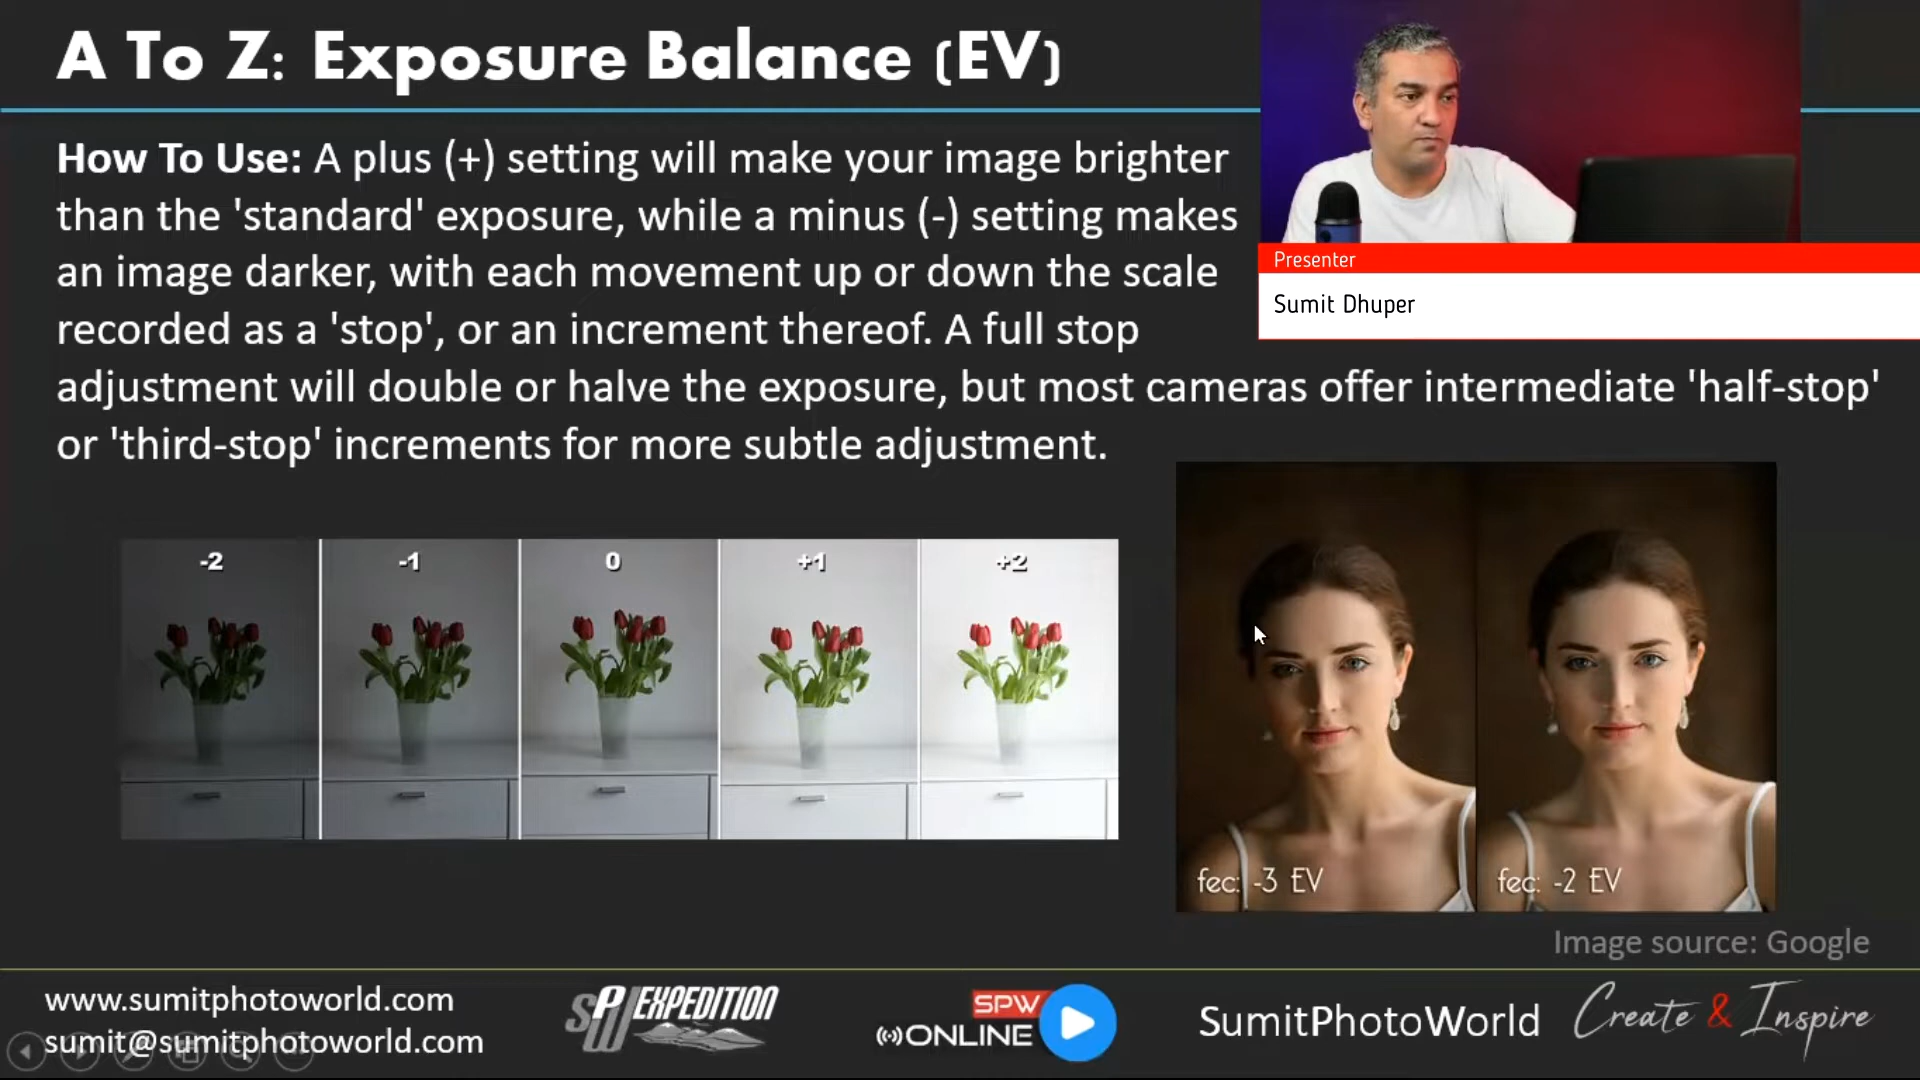 A To Z: Exposure Balance (EV)
How To Use: A plus (+) setting will make your image brighter
than the 'standard' exposure, while a minus (-) setting makes
an image darker, with each movement up or down the scale
recorded as a 'stop', or an increment thereof. A full stop
adjustment will double or halve the exposure, but most cameras offer intermediate 'half-stop'
or 'third-stop' increments for more subtle adjustment.
Presenter
Sumit Dhuper
-2 -1 0 +1 +2
fec: -3 EV fec: -2 EV
Image source: Google
www.sumitphotoworld.com
sumit@sumitphotoworld.com
SPW EXPEDITION
SPW
ONLINE
SumitPhotoWorld
Create & Inspire